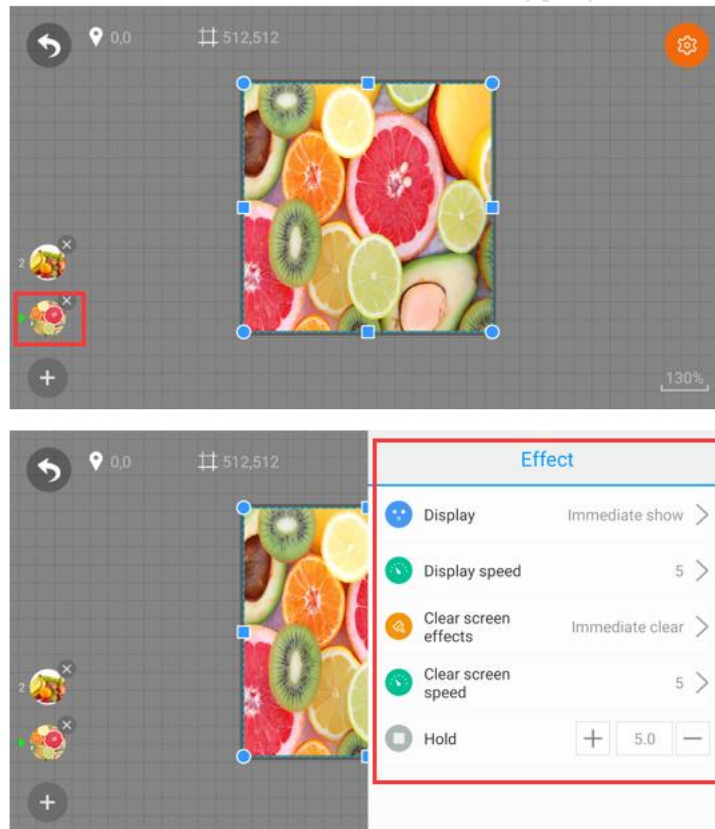 0,0
512,512
2
130%
0,0
512,512
Effect
Display
Immediate show
Display speed
5
2
Clear screen
effects
Immediate clear
Clear screen
speed
5
Hold
5.0